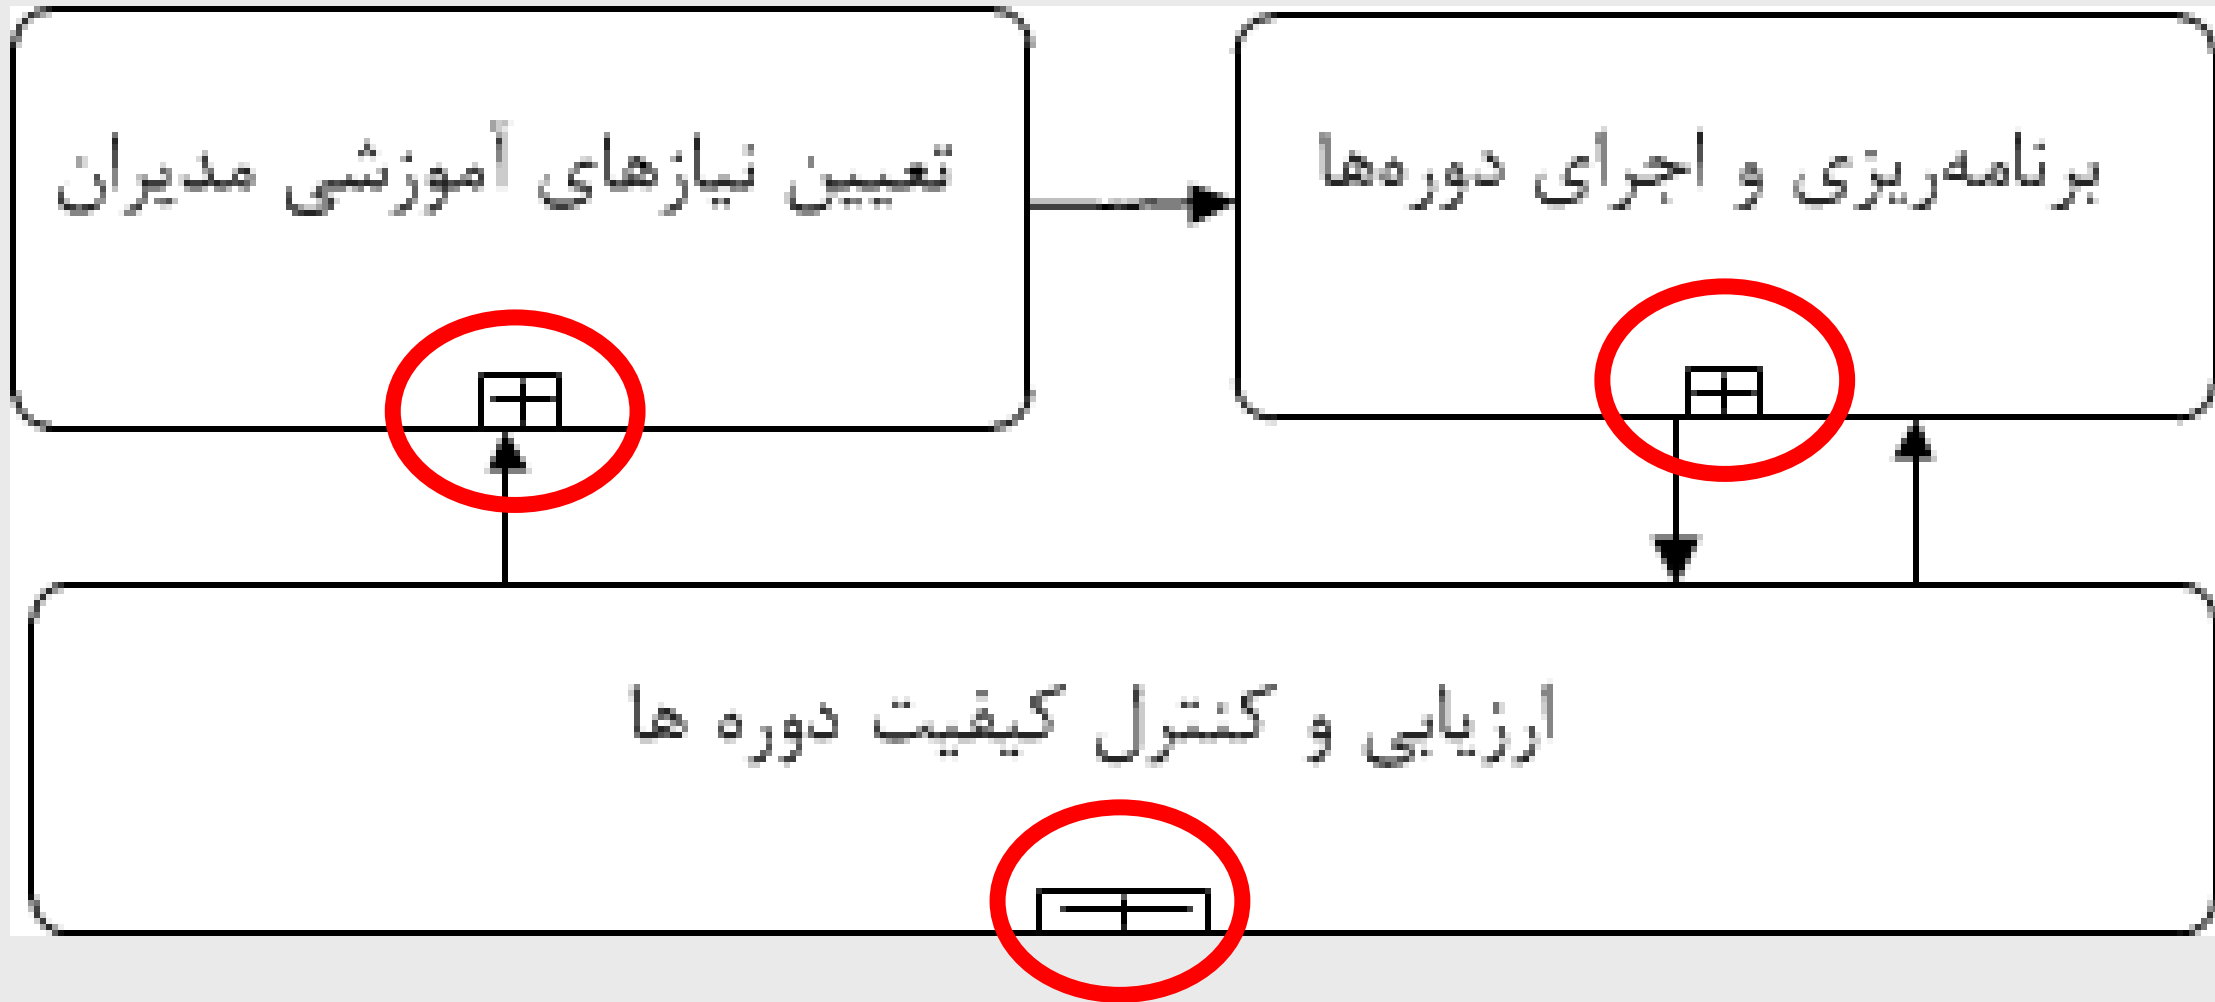 تعیین نیازهای آموزشی مدیران
برنامه‌ریزی و اجرای دوره‌ها
ارزیابی و کنترل کیفیت دوره ها